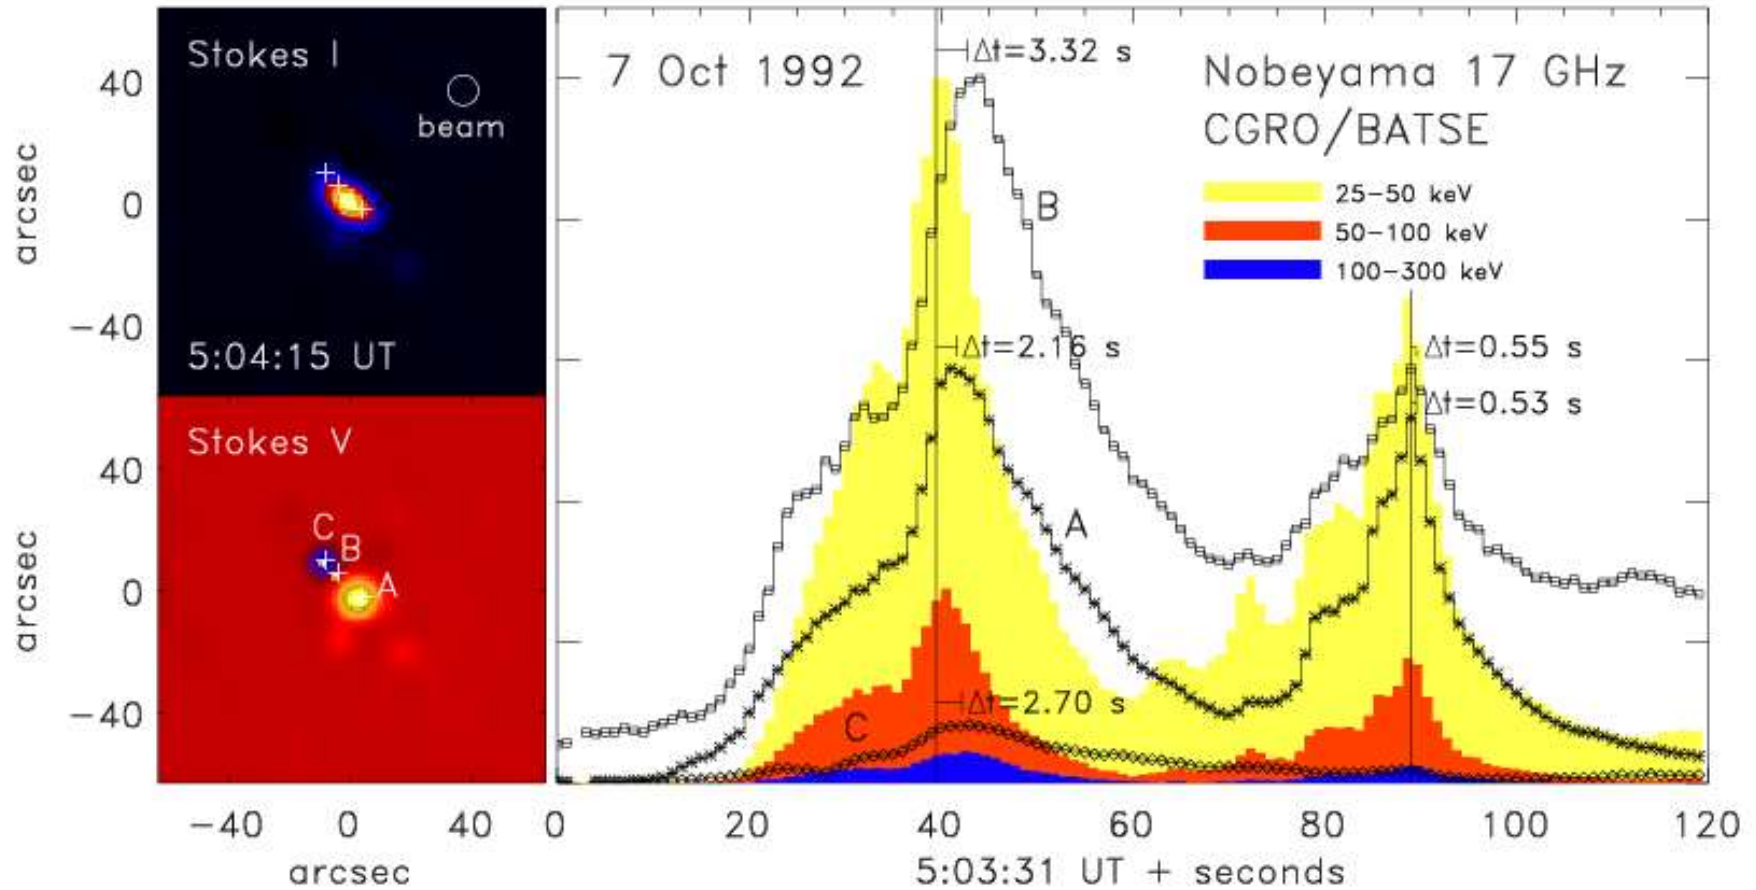 Stokes I
beam
5:04:15 UT
40
0
−40
arcsec
Stokes V
C
B
A
40
0
−40
arcsec
−40 0 40
arcsec
7 Oct 1992
Δt=3.32 s
Nobeyama 17 GHz
CGRO/BATSE
25−50 keV
50−100 keV
100−300 keV
B
Δt=2.16 s
Δt=0.55 s
Δt=0.53 s
A
Δt=2.70 s
C
0 20 40 60 80 100 120
5:03:31 UT + seconds